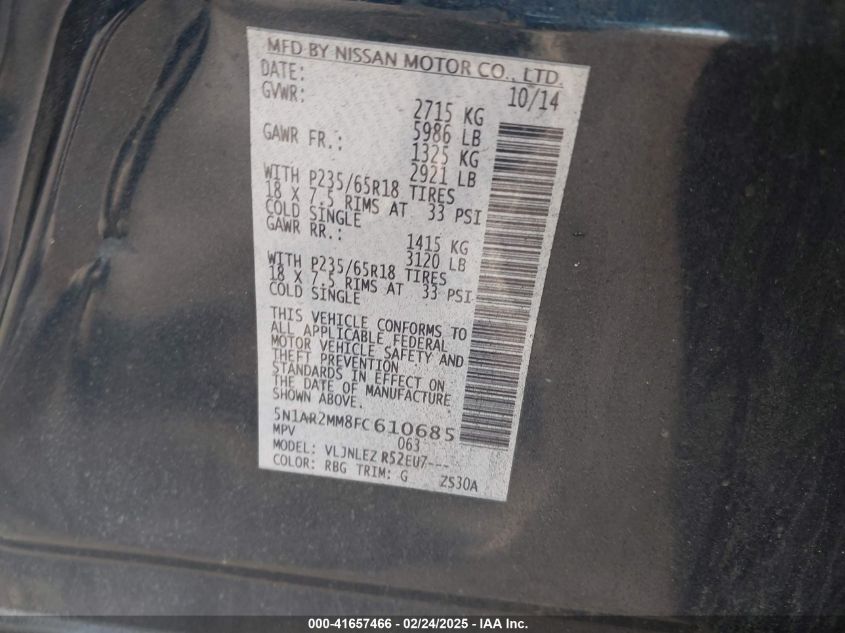 MFD BY NISSAN MOTOR CO., LTD.
DATE: 10/14
GVWR: 2715 KG
5986 LB
GAWR FR.: 1325 KG
2921 LB
WITH P235/65R18 TIRES
18 X 7.5 RIMS AT 33 PSI
COLD SINGLE
GAWR RR.: 1415 KG
3120 LB
WITH P235/65R18 TIRES
18 X 7.5 RIMS AT 33 PSI
COLD SINGLE
THIS VEHICLE CONFORMS TO
ALL APPLICABLE FEDERAL
MOTOR VEHICLE SAFETY AND
THEFT PREVENTION
STANDARDS IN EFFECT ON
THE DATE OF MANUFACTURE
SHOWN ABOVE.
5N1AR2MM8FC610685
MPV 063
MODEL: VLJNLEZ R52EU7---
COLOR: RBG TRIM: G ZS30A
000-41657466 - 02/24/2025 - IAA Inc.